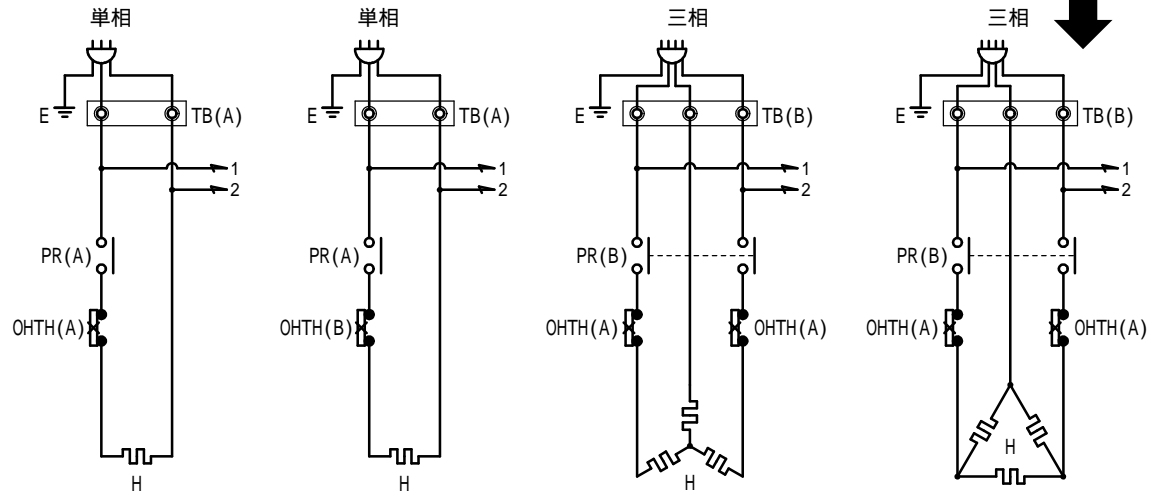 単相
単相
三相
三相
E
TB(A)
E
TB(A)
E
TB(B)
E
TB(B)
1
1
1
1
2
2
2
2
PR(A)
PR(A)
PR(B)
PR(B)
OHTH(A)
OHTH(B)
OHTH(A)
OHTH(A)
OHTH(A)
OHTH(A)
H
H
H
H